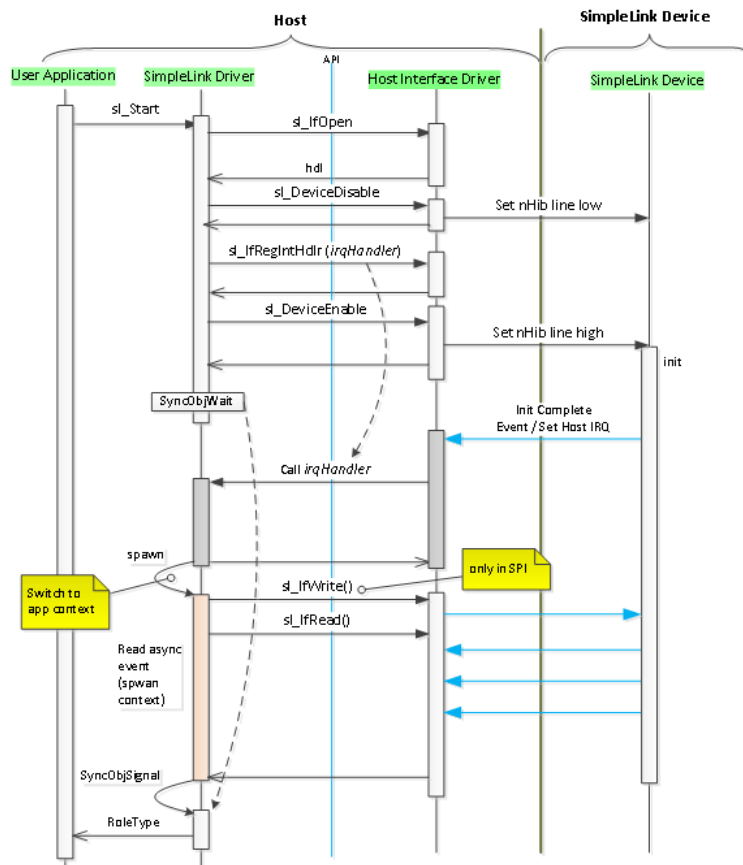 Host
SimpleLink Device
API
User Application
SimpleLink Driver
Host Interface Driver
SimpleLink Device
sl_Start
sl_IfOpen
hdl
sl_DeviceDisable
Set nHib line low
sl_IfRegIntHdlr (irqHandler)
sl_DeviceEnable
Set nHib line high
init
SyncObjWait
Init Complete
Event / Set Host IRQ
Call irqHandler
spawn
only in SPI
sl_IfWrite()
Switch to
app context
sl_IfRead()
Read async
event
(spwan
context)
SyncObjSignal
RoleType